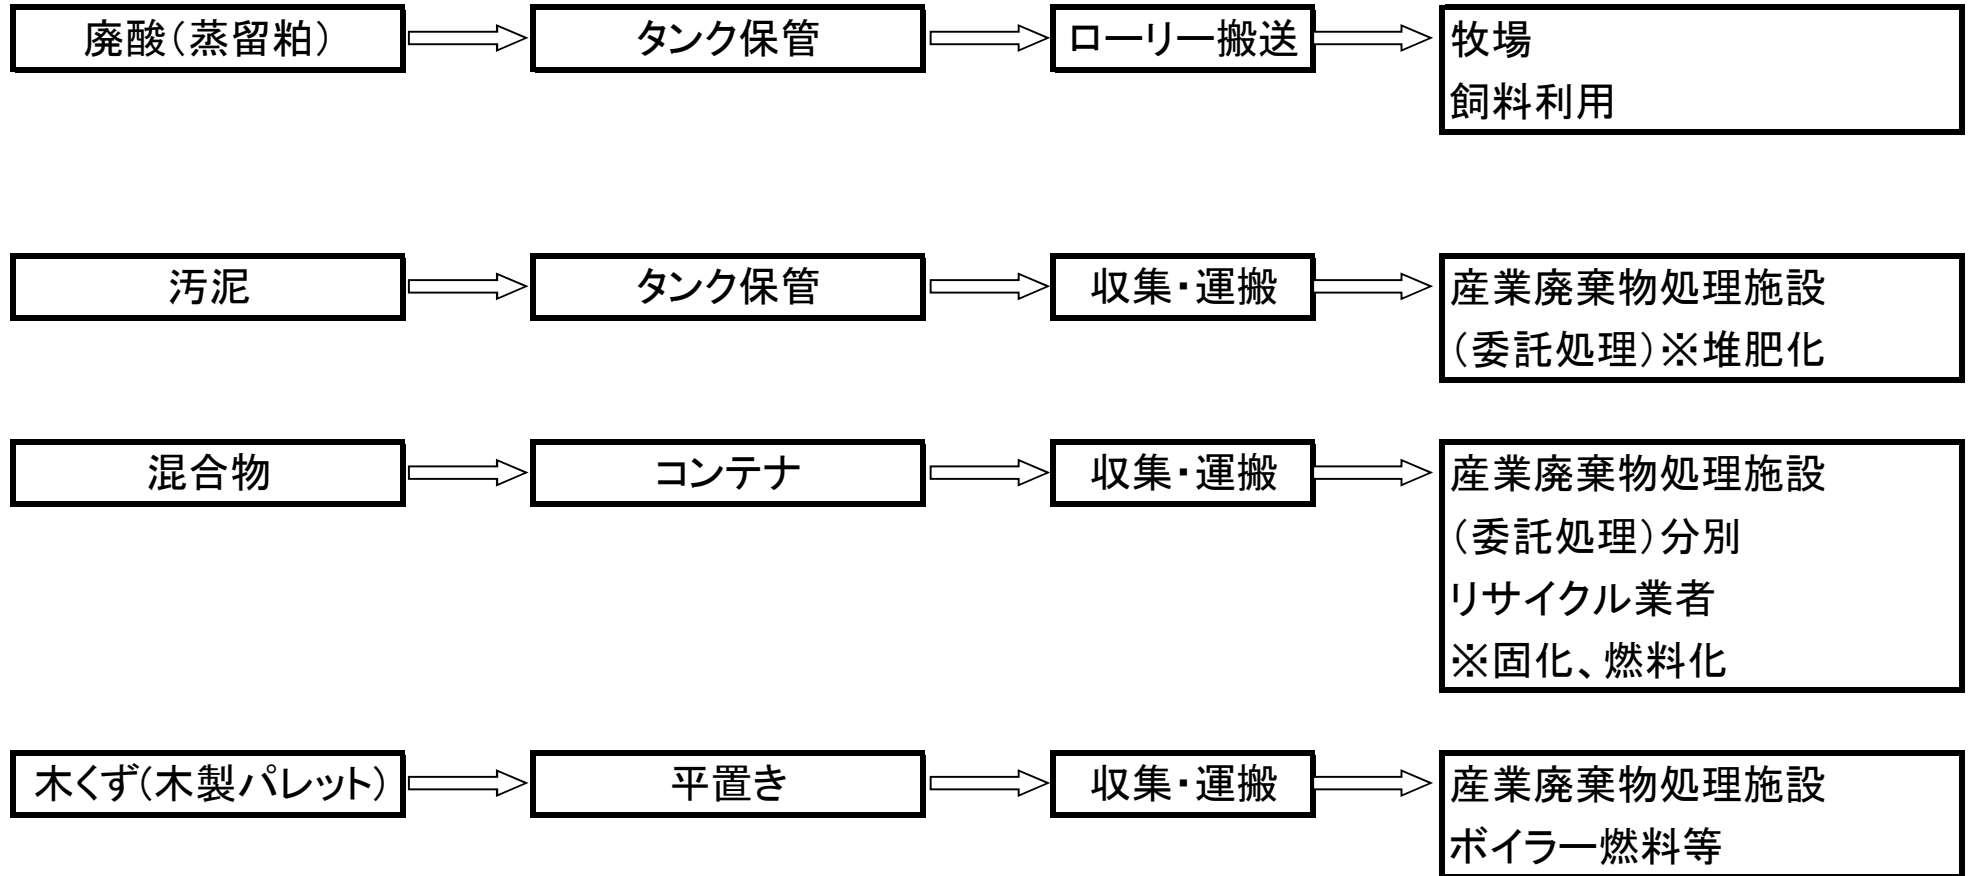 廃酸（蒸留粕）
タンク保管
ローリー搬送
牧場
飼料利用
汚泥
タンク保管
収集・運搬
産業廃棄物処理施設
（委託処理）※堆肥化
混合物
コンテナ
収集・運搬
産業廃棄物処理施設
（委託処理）分別
リサイクル業者
※固化、燃料化
木くず(木製パレット)
平置き
収集・運搬
産業廃棄物処理施設
ボイラー燃料等